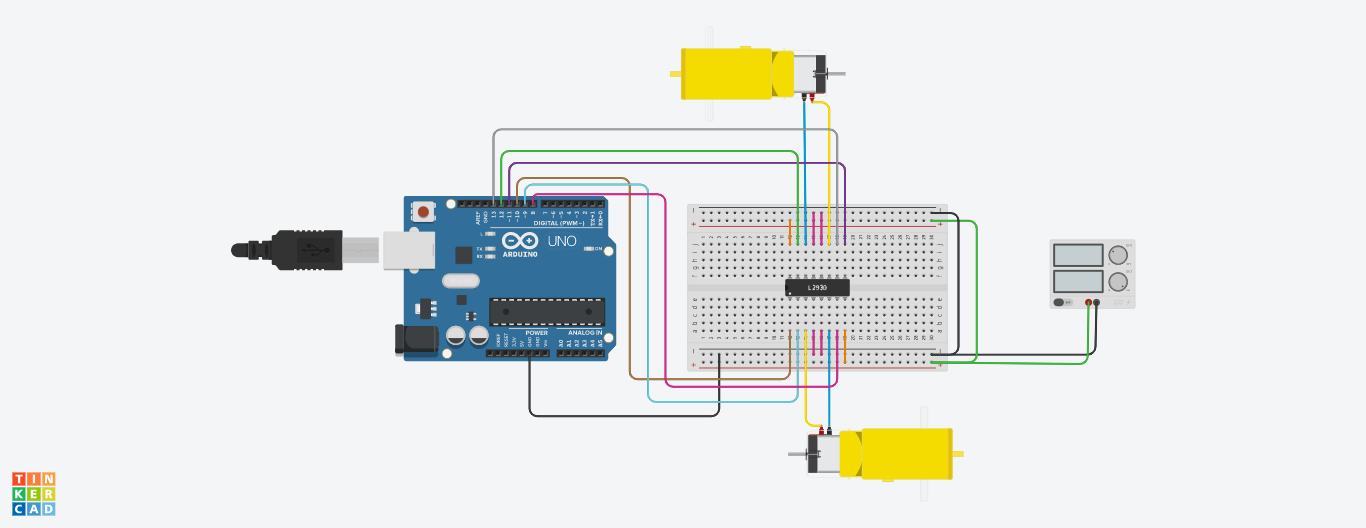 AREF
GND
13
12
~11
~10
~9
8
7
~6
~5
4
~3
2
TX→1
RX←0
DIGITAL (PWM~)
L
TX
RX
UNO
ON
ARDUINO
L293D
POWER
ANALOG IN
IOREF
RESET
3.3V
5V
GND
GND
Vin
A0
A1
A2
A3
A4
A5
j
i
h
g
f
e
d
c
b
a
TIN
KER
CAD